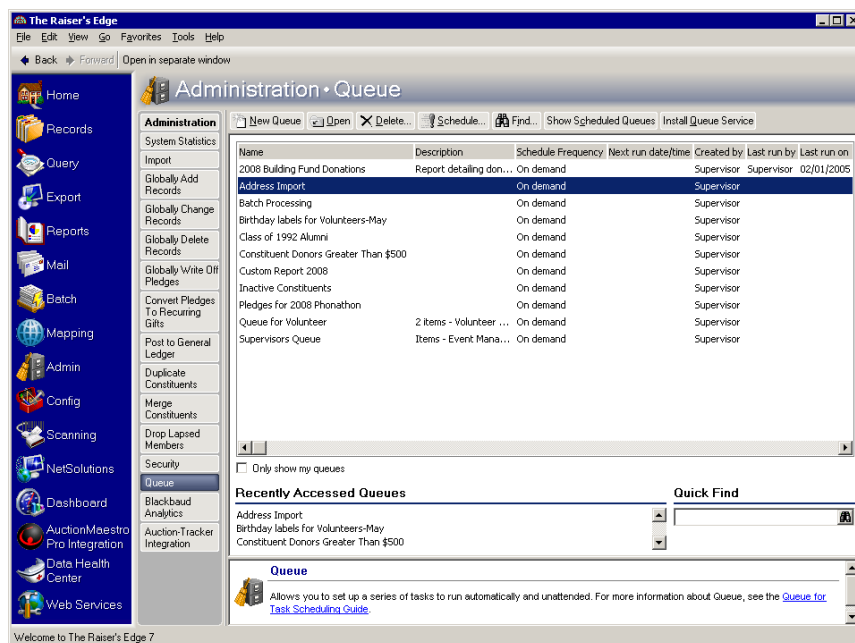 The Raiser's Edge
File Edit View Go Favorites Tools Help
Back Forward Open in separate window
Home
Records
Query
Export
Reports
Mail
Batch
Mapping
Admin
Config
Scanning
NetSolutions
Dashboard
AuctionMaestro
Pro Integration
Data Health
Center
Web Services
Administration • Queue
Administration
System Statistics
Import
Globally Add
Records
Globally Change
Records
Globally Delete
Records
Globally Write Off
Pledges
Convert Pledges
To Recurring
Gifts
Post to General
Ledger
Duplicate
Constituents
Merge
Constituents
Drop Lapsed
Members
Security
Queue
Blackbaud
Analytics
Auction-Tracker
Integration
New Queue Open Delete... Schedule... Find... Show Scheduled Queues Install Queue Service
Name Description Schedule Frequency Next run date/time Created by Last run by Last run on
2008 Building Fund Donations Report detailing don... On demand Supervisor Supervisor 02/01/2005
Address Import On demand Supervisor
Batch Processing On demand Supervisor
Birthday labels for Volunteers-May On demand Supervisor
Class of 1992 Alumni On demand Supervisor
Constituent Donors Greater Than $500 On demand Supervisor
Custom Report 2008 On demand Supervisor
Inactive Constituents On demand Supervisor
Pledges for 2008 Phonathon On demand Supervisor
Queue for Volunteer 2 items - Volunteer ... On demand Supervisor
Supervisors Queue Items - Event Mana... On demand Supervisor
Only show my queues
Recently Accessed Queues
Address Import
Birthday labels for Volunteers-May
Constituent Donors Greater Than $500
Quick Find
Queue
Allows you to set up a series of tasks to run automatically and unattended. For more information about Queue, see the Queue for
Task Scheduling Guide.
Welcome to The Raiser's Edge 7